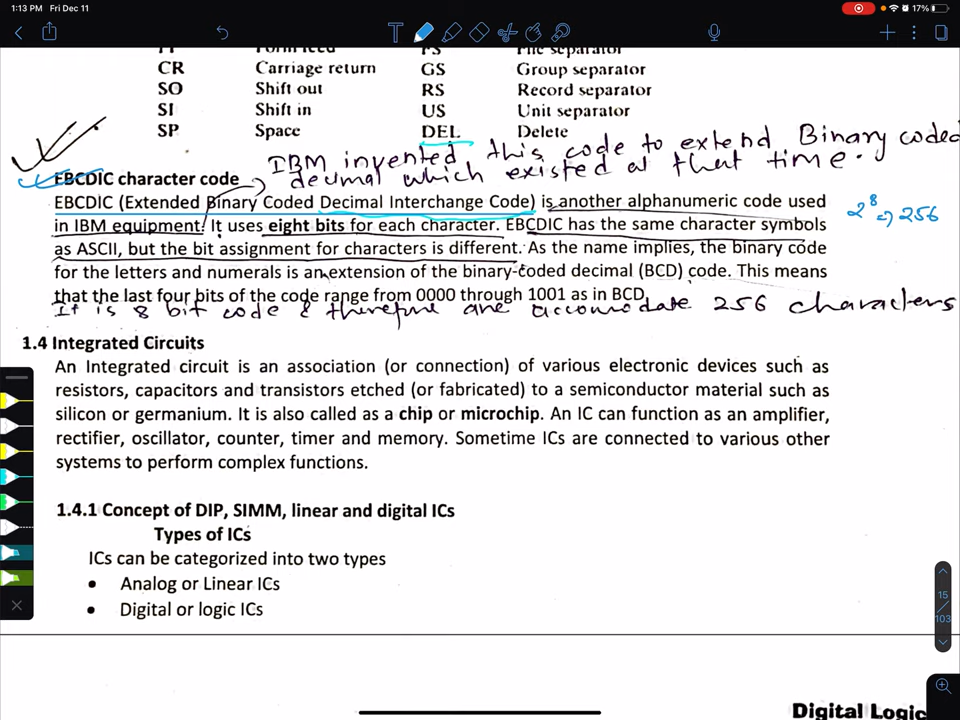 1:13 PM Fri Dec 11
17%
FF Form feed FS File separator
CR Carriage return GS Group separator
SO Shift out RS Record separator
SI Shift in US Unit separator
SP Space DEL Delete
IBM invented this code to extend Binary coded
decimal which existed at that time.
EBCDIC character code
EBCDIC (Extended Binary Coded Decimal Interchange Code) is another alphanumeric code used
in IBM equipment. It uses eight bits for each character. EBCDIC has the same character symbols
as ASCII, but the bit assignment for characters is different. As the name implies, the binary code
for the letters and numerals is an extension of the binary-coded decimal (BCD) code. This means
that the last four bits of the code range from 0000 through 1001 as in BCD.
2^8 => 256
It is 8 bit code & therefore are accomodate 256 characters
1.4 Integrated Circuits
An Integrated circuit is an association (or connection) of various electronic devices such as
resistors, capacitors and transistors etched (or fabricated) to a semiconductor material such as
silicon or germanium. It is also called as a chip or microchip. An IC can function as an amplifier,
rectifier, oscillator, counter, timer and memory. Sometime ICs are connected to various other
systems to perform complex functions.
1.4.1 Concept of DIP, SIMM, linear and digital ICs
Types of ICs
ICs can be categorized into two types
• Analog or Linear ICs
• Digital or logic ICs
15
103
Digital Logic